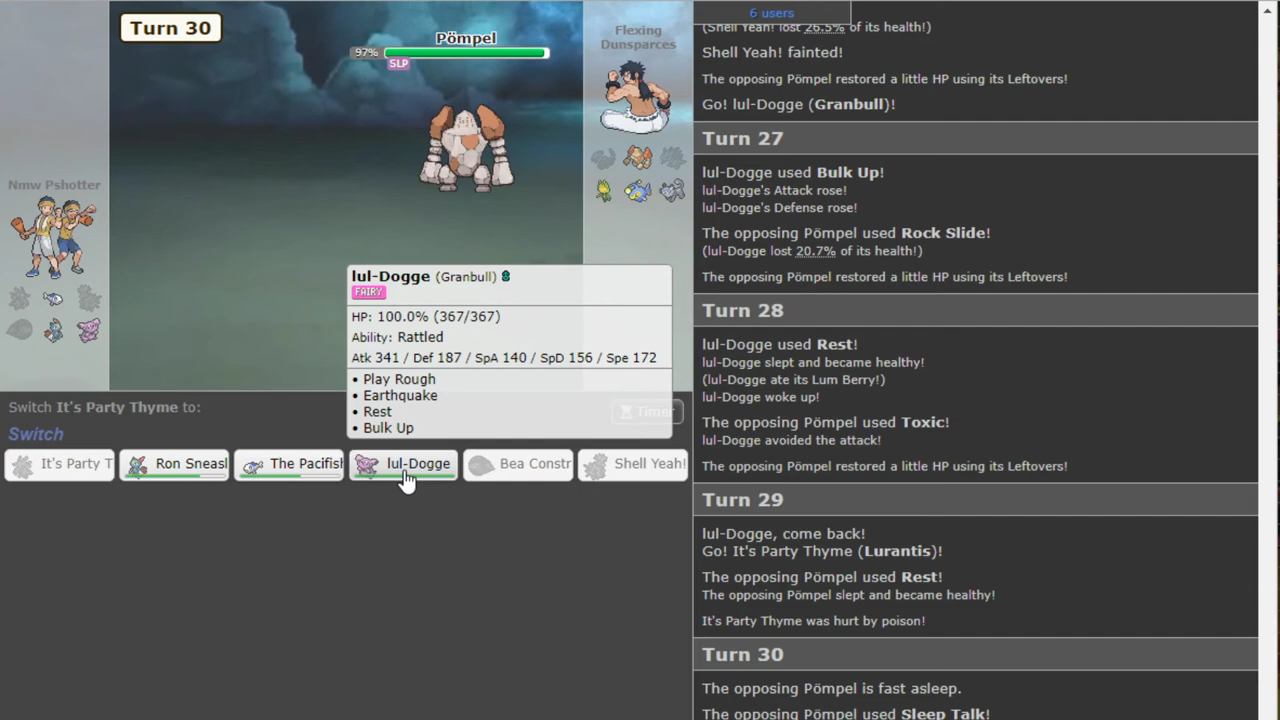 Turn 30
Pömpel
97%
SLP
Flexing
Dunsparces
Nmw Pshotter
lul-Dogge (Granbull)
FAIRY
HP: 100.0% (367/367)
Ability: Rattled
Atk 341 / Def 187 / SpA 140 / SpD 156 / Spe 172
• Play Rough
• Earthquake
• Rest
• Bulk Up
Switch It's Party Thyme to:
Timer
Switch
It's Party T
Ron Sneasl
The Pacifish
lul-Dogge
Bea Constr
Shell Yeah!
6 users
(Shell Yeah! lost 26.5% of its health!)
Shell Yeah! fainted!
The opposing Pömpel restored a little HP using its Leftovers!
Go! lul-Dogge (Granbull)!
Turn 27
lul-Dogge used Bulk Up!
lul-Dogge's Attack rose!
lul-Dogge's Defense rose!
The opposing Pömpel used Rock Slide!
(lul-Dogge lost 20.7% of its health!)
The opposing Pömpel restored a little HP using its Leftovers!
Turn 28
lul-Dogge used Rest!
lul-Dogge slept and became healthy!
(lul-Dogge ate its Lum Berry!)
lul-Dogge woke up!
The opposing Pömpel used Toxic!
lul-Dogge avoided the attack!
The opposing Pömpel restored a little HP using its Leftovers!
Turn 29
lul-Dogge, come back!
Go! It's Party Thyme (Lurantis)!
The opposing Pömpel used Rest!
The opposing Pömpel slept and became healthy!
It's Party Thyme was hurt by poison!
Turn 30
The opposing Pömpel is fast asleep.
The opposing Pömpel used Sleep Talk!